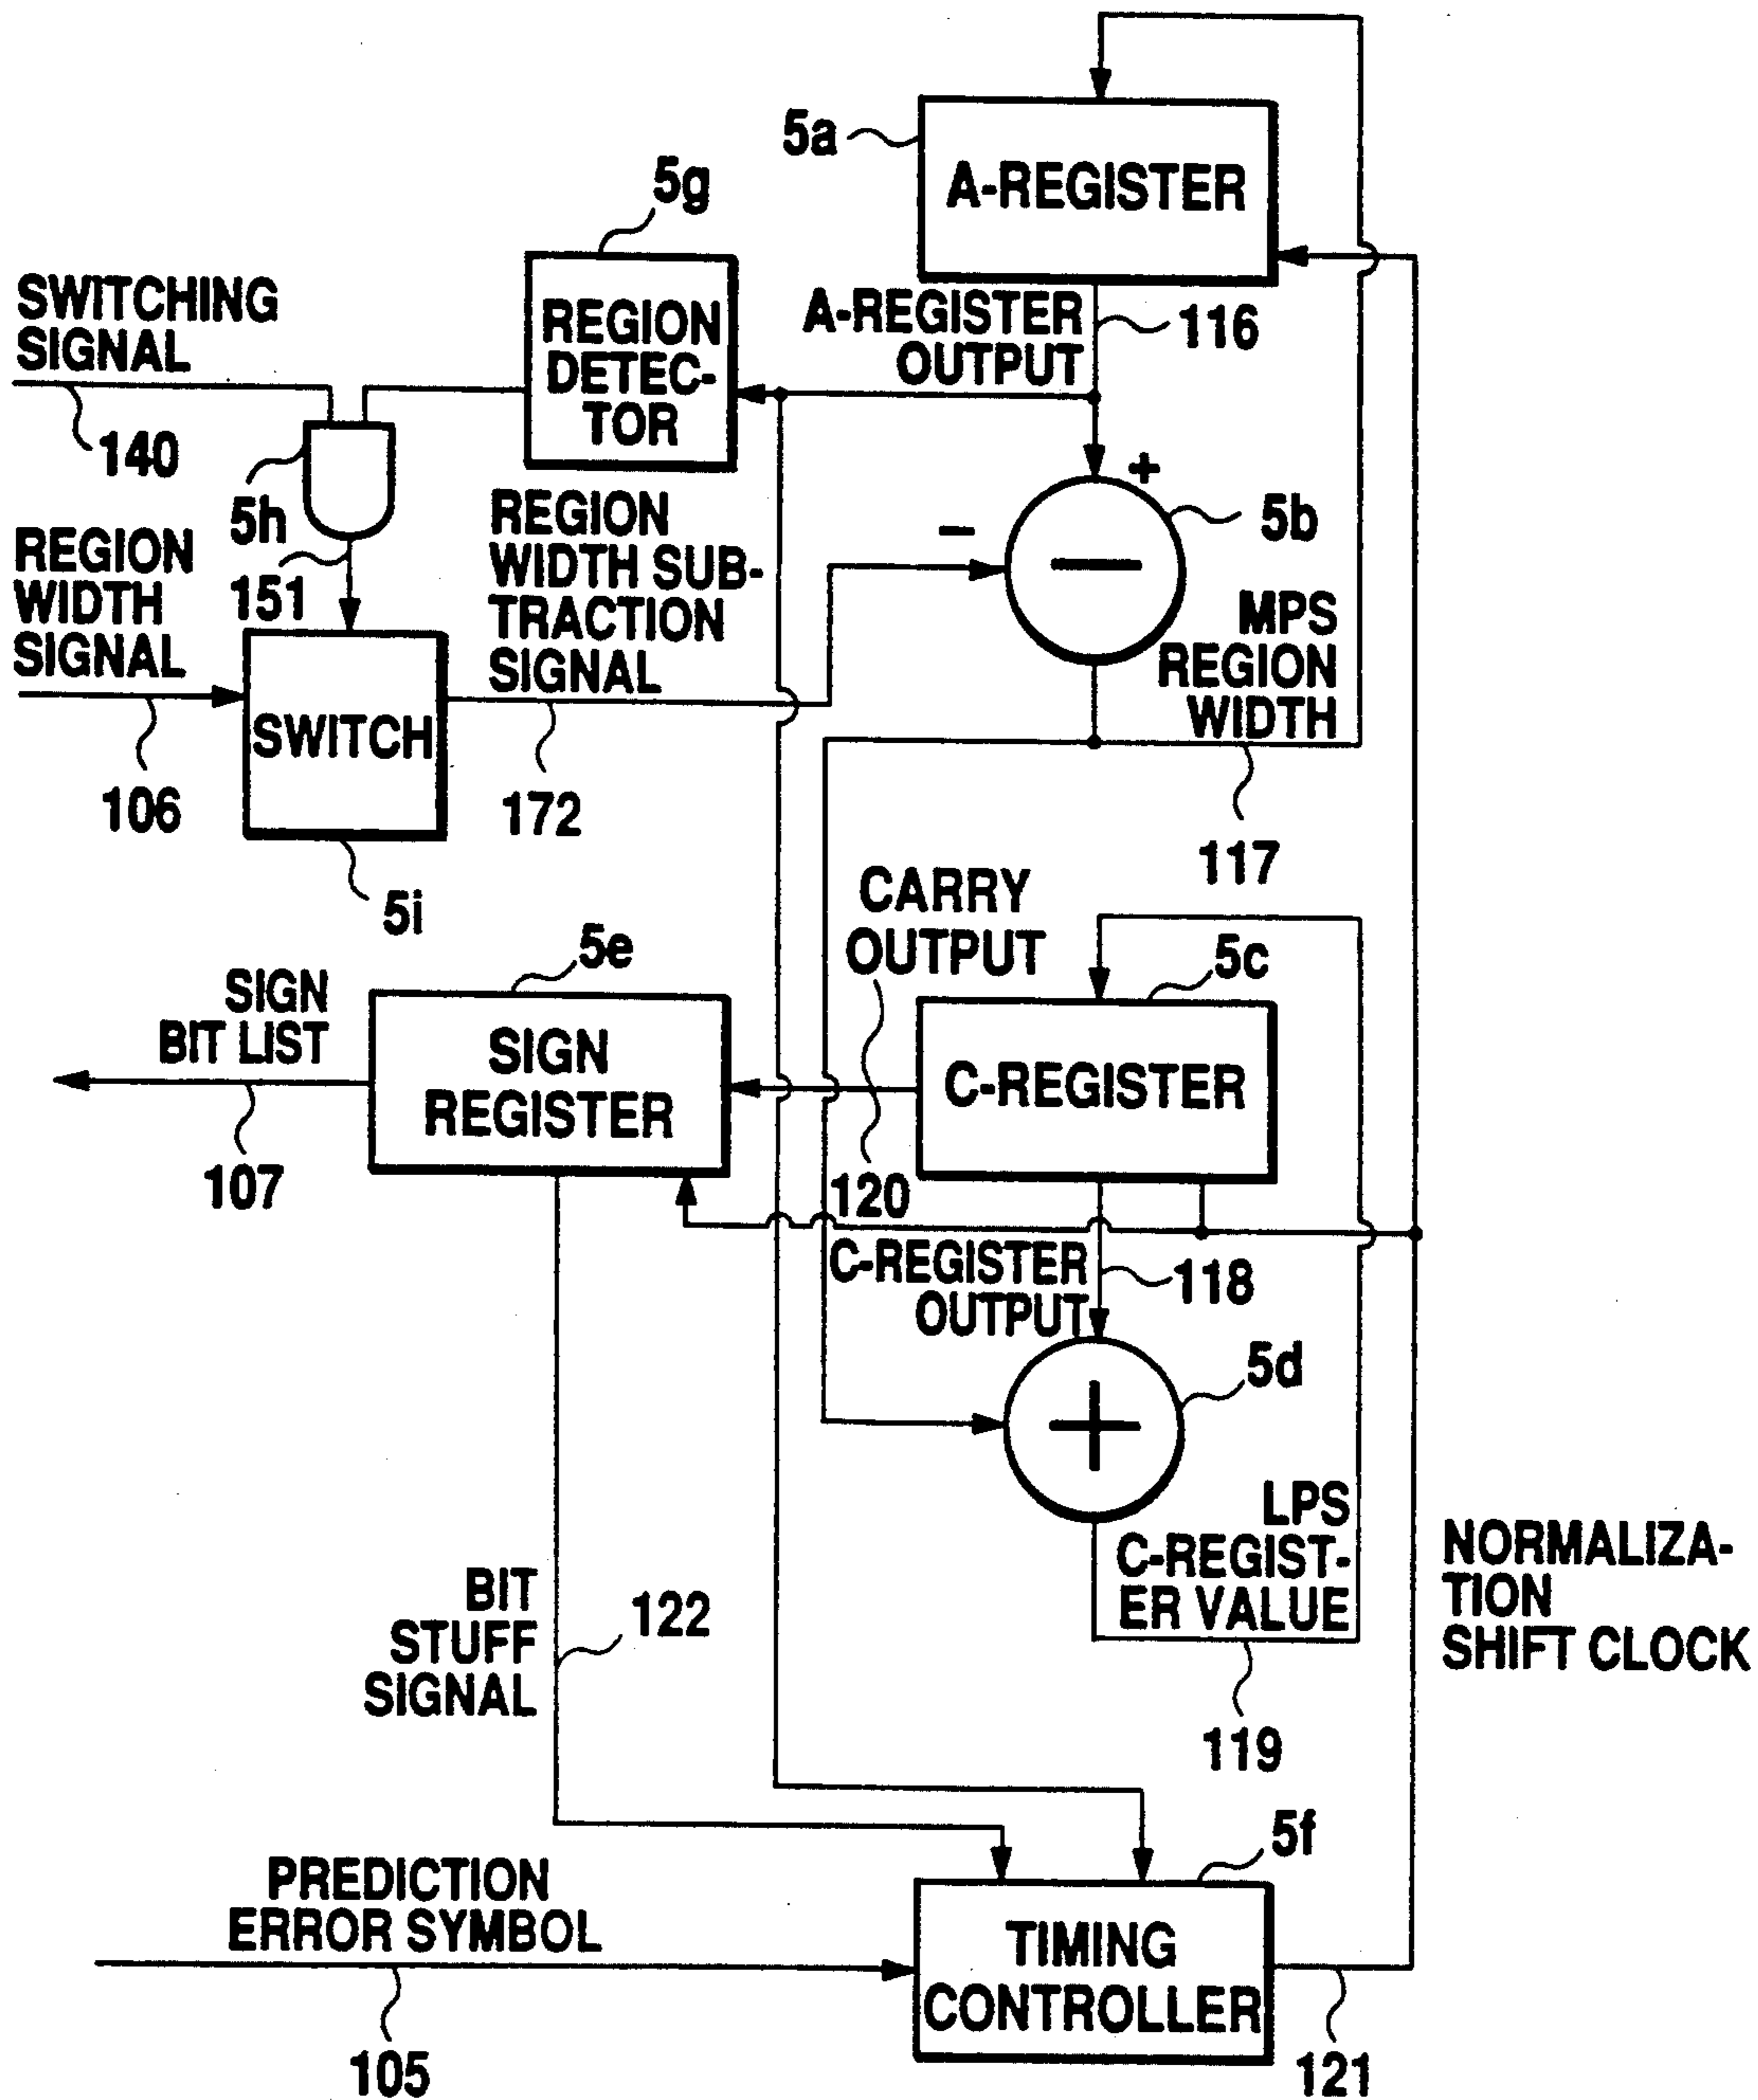 5a
A-REGISTER
5g
SWITCHING
SIGNAL
REGION
DETEC-
TOR
A-REGISTER
OUTPUT
116
140
5h
+
−
5b
REGION
WIDTH
SIGNAL
151
REGION
WIDTH SUB-
TRACTION
SIGNAL
MPS
REGION
WIDTH
SWITCH
106
172
117
5i
CARRY
OUTPUT
5e
5c
SIGN
BIT LIST
SIGN
REGISTER
C-REGISTER
107
120
C-REGISTER
OUTPUT
118
5d
LPS
C-REGIST-
ER VALUE
NORMALIZA-
TION
SHIFT CLOCK
BIT
STUFF
SIGNAL
122
119
5f
PREDICTION
ERROR SYMBOL
TIMING
CONTROLLER
105
121